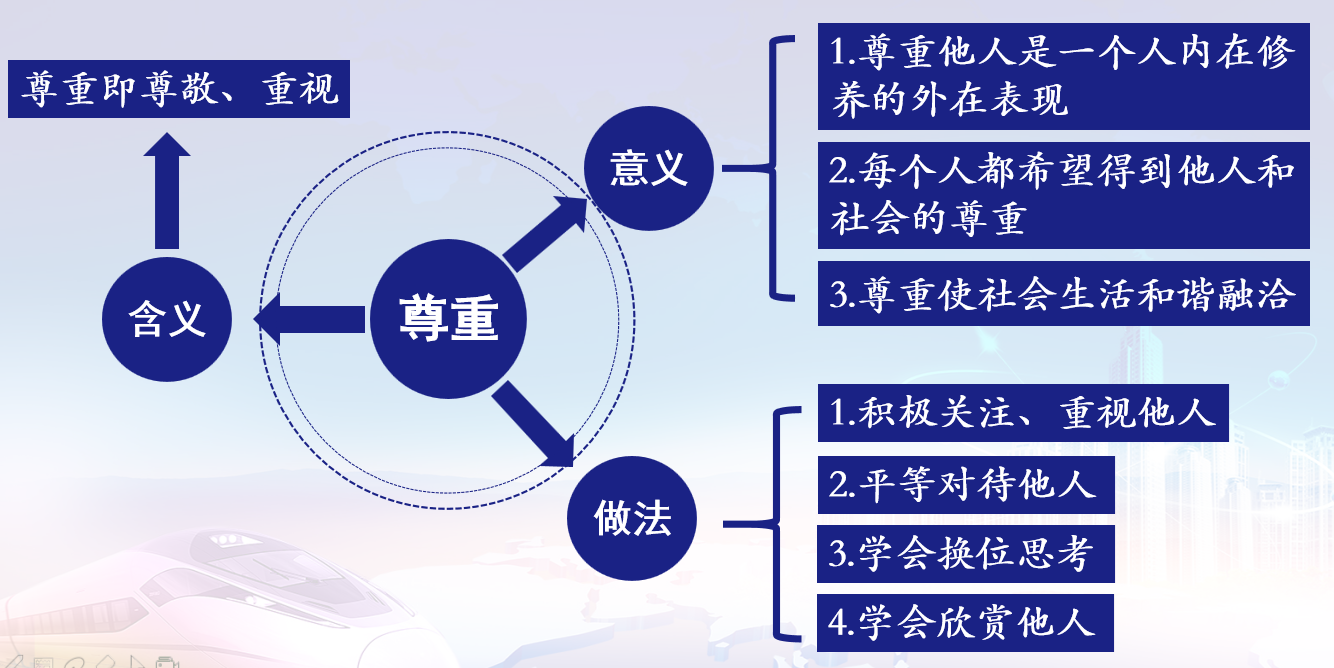 尊重即尊敬、重视
含义
尊重
意义
1.尊重他人是一个人内在修
养的外在表现
2.每个人都希望得到他人和
社会的尊重
3.尊重使社会生活和谐融洽
做法
1.积极关注、重视他人
2.平等对待他人
3.学会换位思考
4.学会欣赏他人